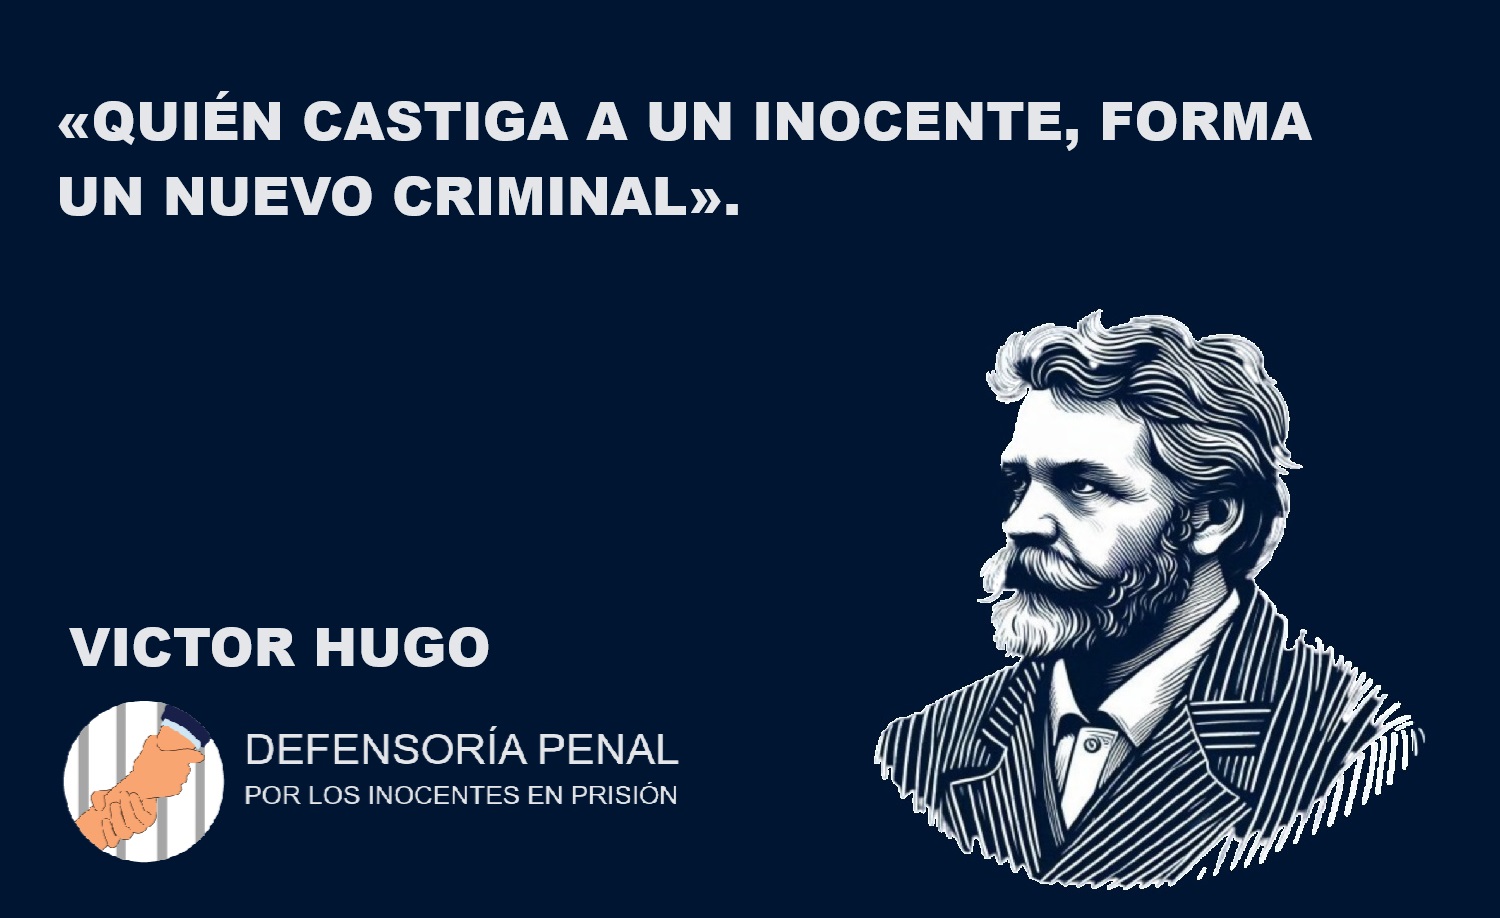 «QUIÉN CASTIGA A UN INOCENTE, FORMA
UN NUEVO CRIMINAL».
VICTOR HUGO
DEFENSORÍA PENAL
POR LOS INOCENTES EN PRISIÓN